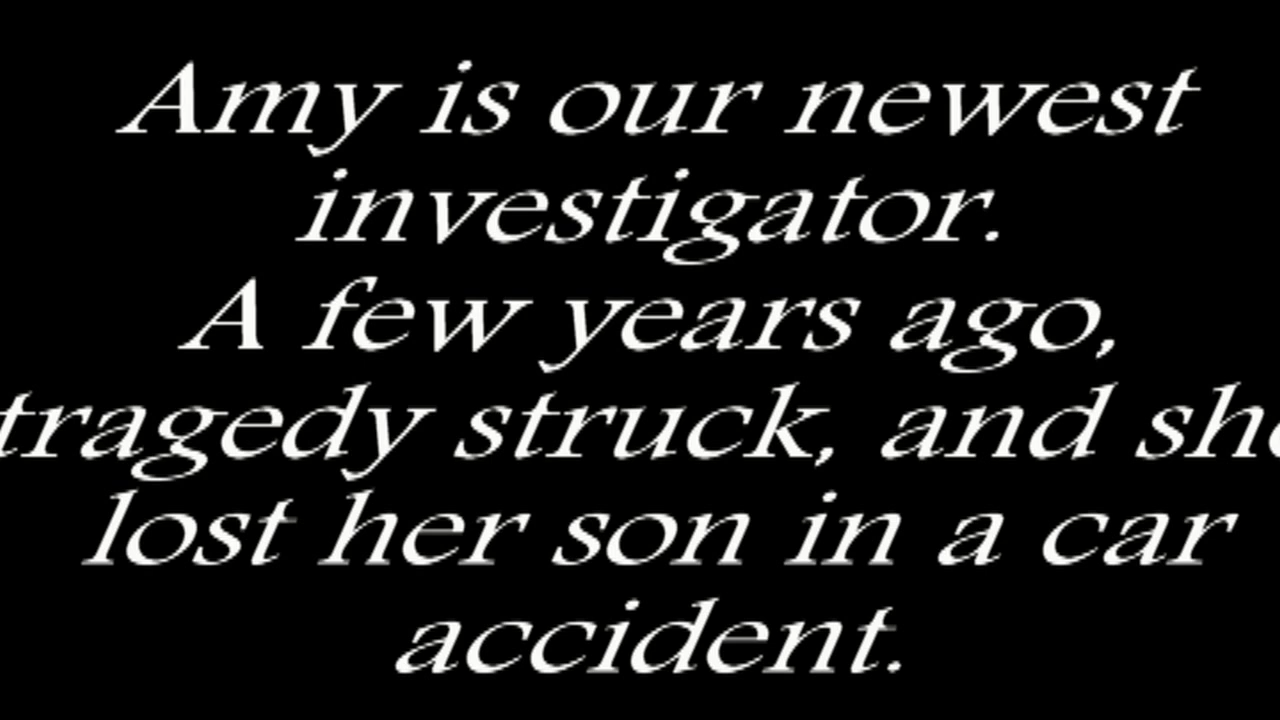 Amy is our newest
investigator.
A few years ago,
tragedy struck, and she
lost her son in a car
accident.